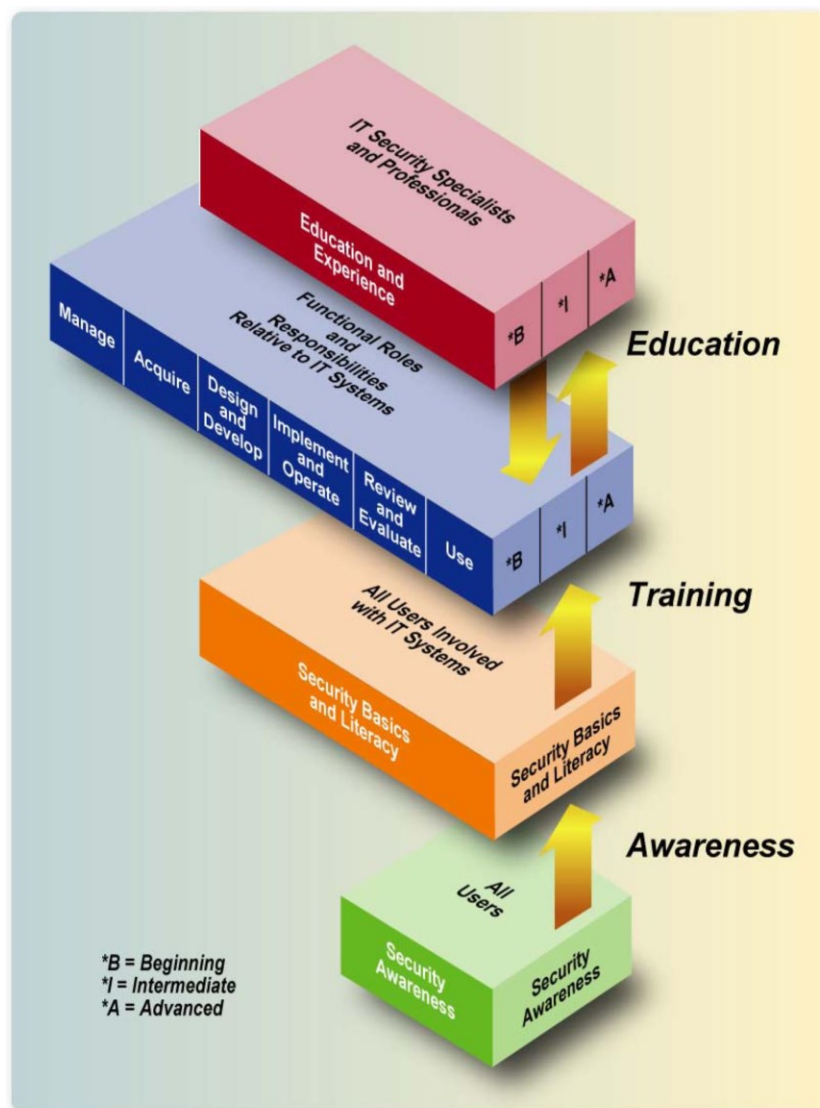 IT Security Specialists
and Professionals
Education and
Experience
*B
*I
*A
Education
Functional Roles
and
Responsibilities
Relative to IT Systems
Manage
Acquire
Design
and
Develop
Implement
and
Operate
Review
and
Evaluate
Use
*B
*I
*A
Training
All Users Involved
with IT Systems
Security Basics
and Literacy
Security Basics
and Literacy
Awareness
All
Users
Security
Awareness
Security
Awareness
*B = Beginning
*I = Intermediate
*A = Advanced